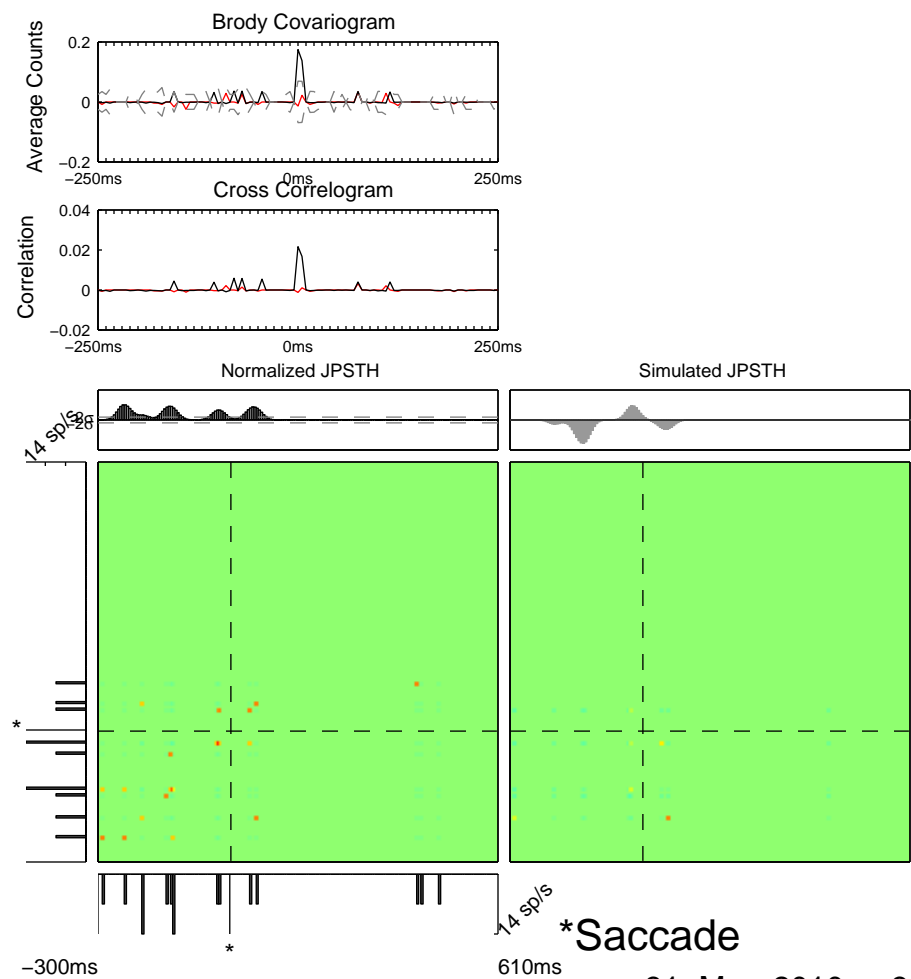 Brody Covariogram
Average Counts
0.2
0
−0.2
−250ms
0ms
250ms
Cross Correlogram
Correlation
0.04
0.02
0
−0.02
−250ms
0ms
250ms
Normalized JPSTH
Simulated JPSTH
14 sp/s
*
14 sp/s
*
*Saccade
−300ms
610ms